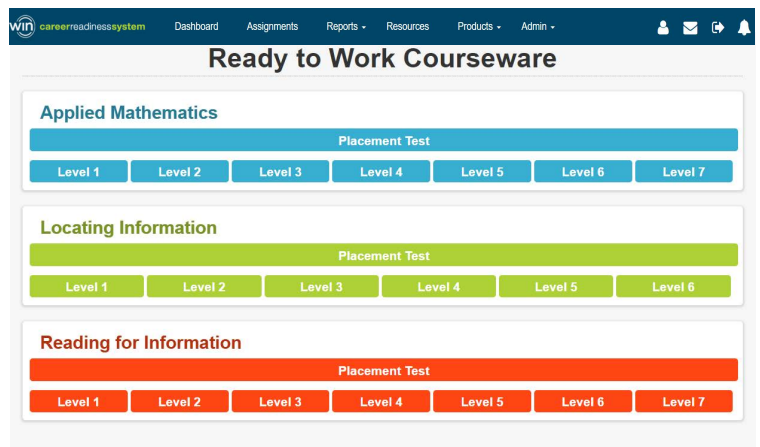 win careerreadinesssystem Dashboard Assignments Reports Resources Products Admin
Ready to Work Courseware
Applied Mathematics
Placement Test
Level 1 Level 2 Level 3 Level 4 Level 5 Level 6 Level 7
Locating Information
Placement Test
Level 1 Level 2 Level 3 Level 4 Level 5 Level 6
Reading for Information
Placement Test
Level 1 Level 2 Level 3 Level 4 Level 5 Level 6 Level 7